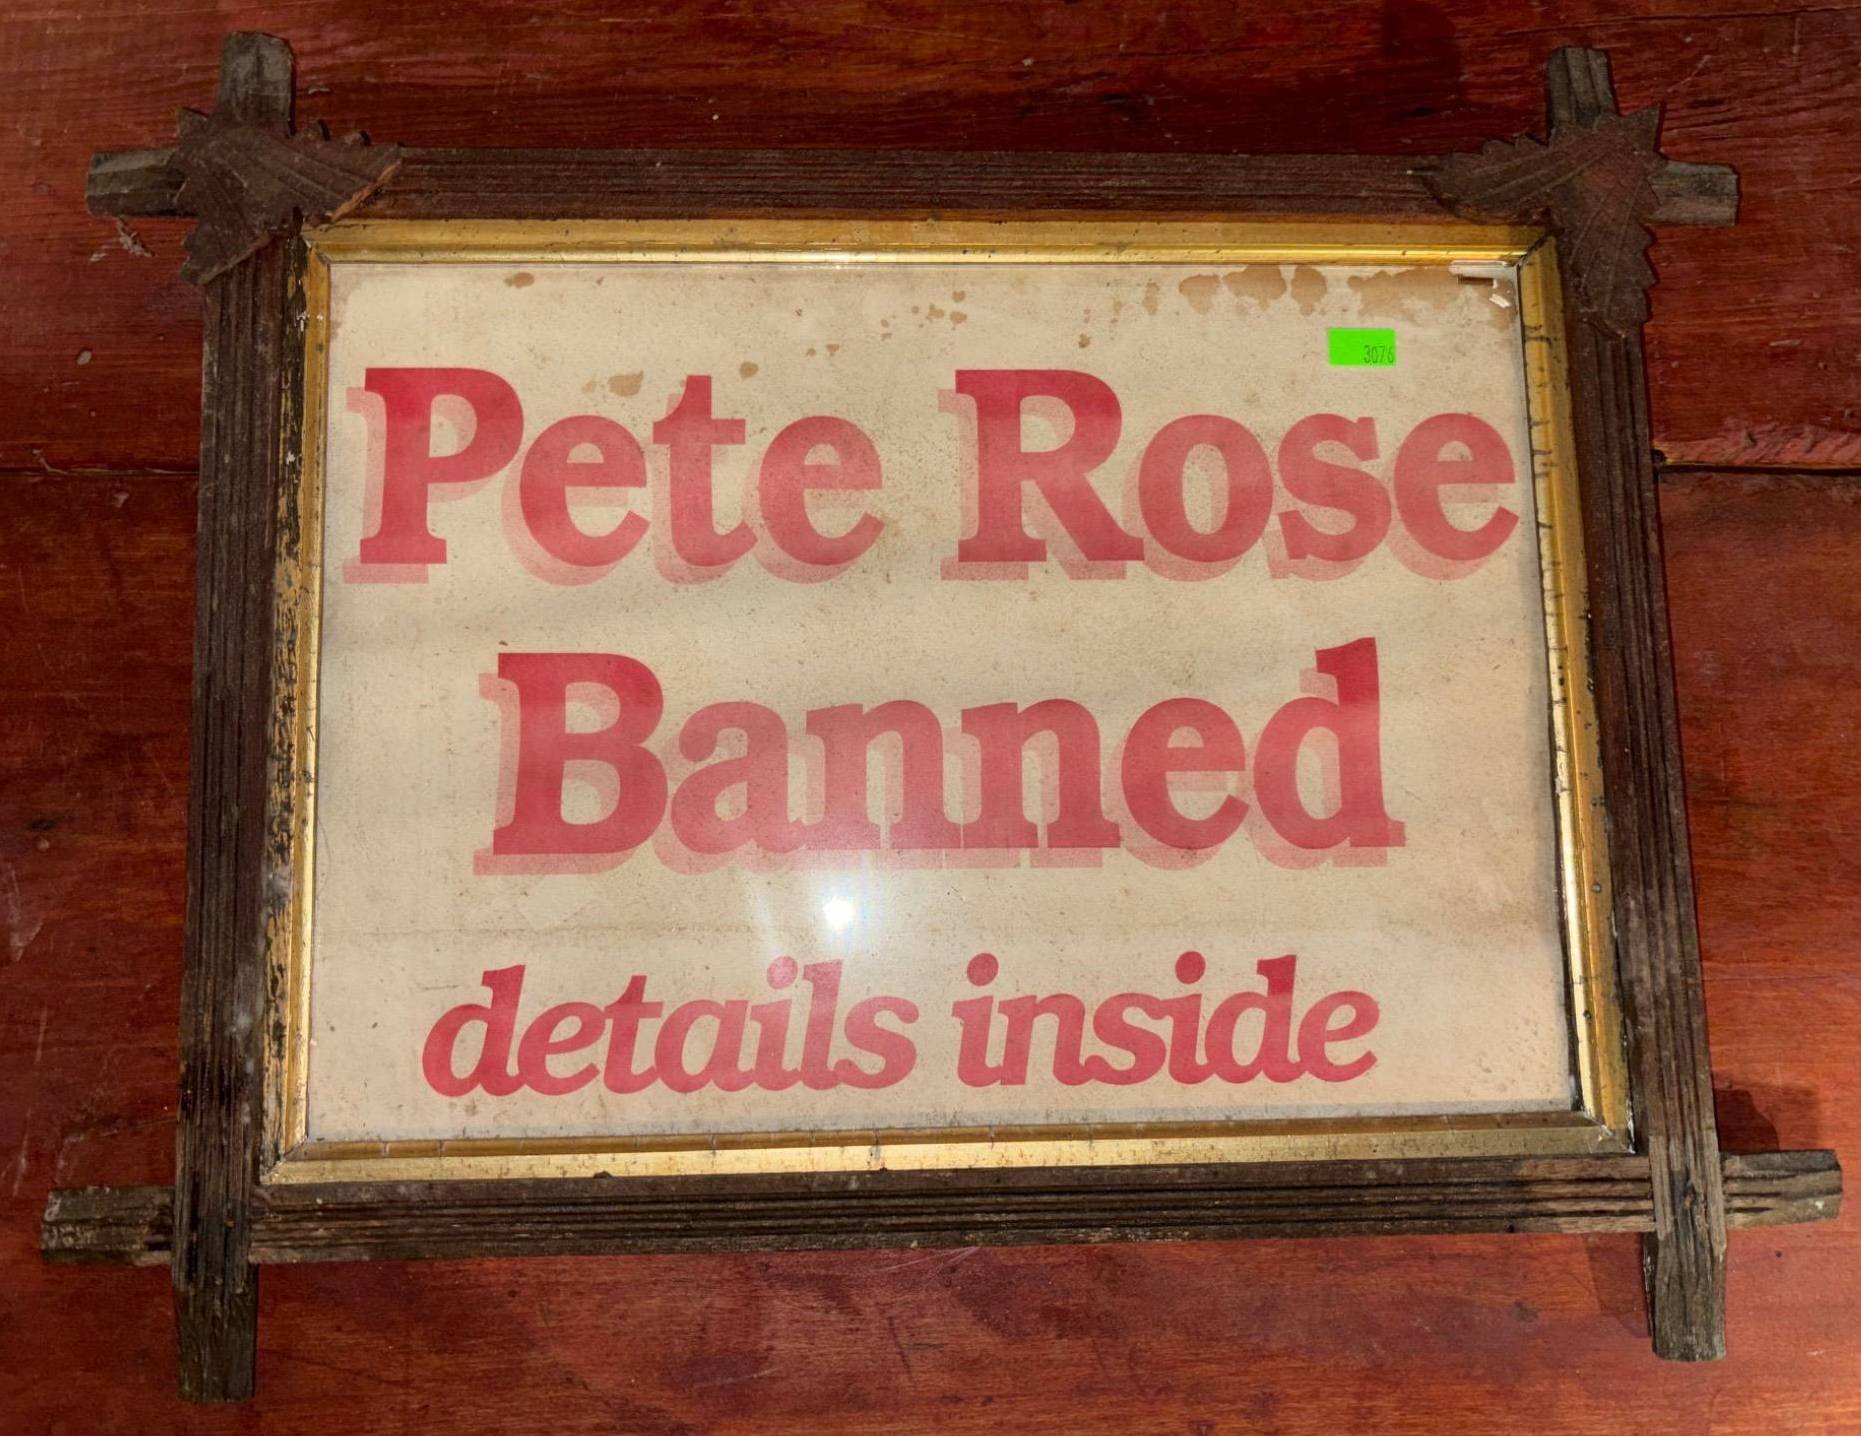 3076
Pete Rose
Banned
details inside